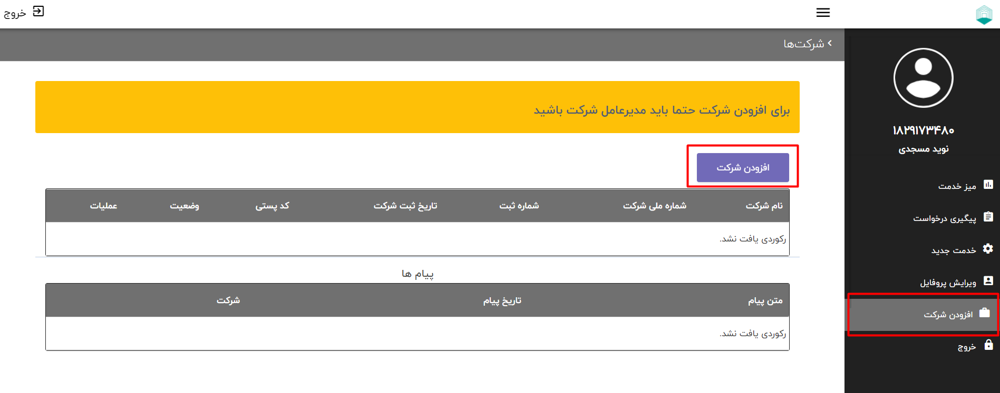 خروج
شرکت‌ها
۱۸۲۹۱۷۳۴۸۰
نوید مسجدی
میز خدمت
پیگیری درخواست
خدمت جدید
ویرایش پروفایل
افزودن شرکت
خروج
برای افزودن شرکت حتما باید مدیرعامل شرکت باشید
افزودن شرکت
نام شرکت شماره ملی شرکت شماره ثبت تاریخ ثبت شرکت کد پستی وضعیت عملیات
رکوردی یافت نشد.
پیام ها
متن پیام تاریخ پیام شرکت
رکوردی یافت نشد.